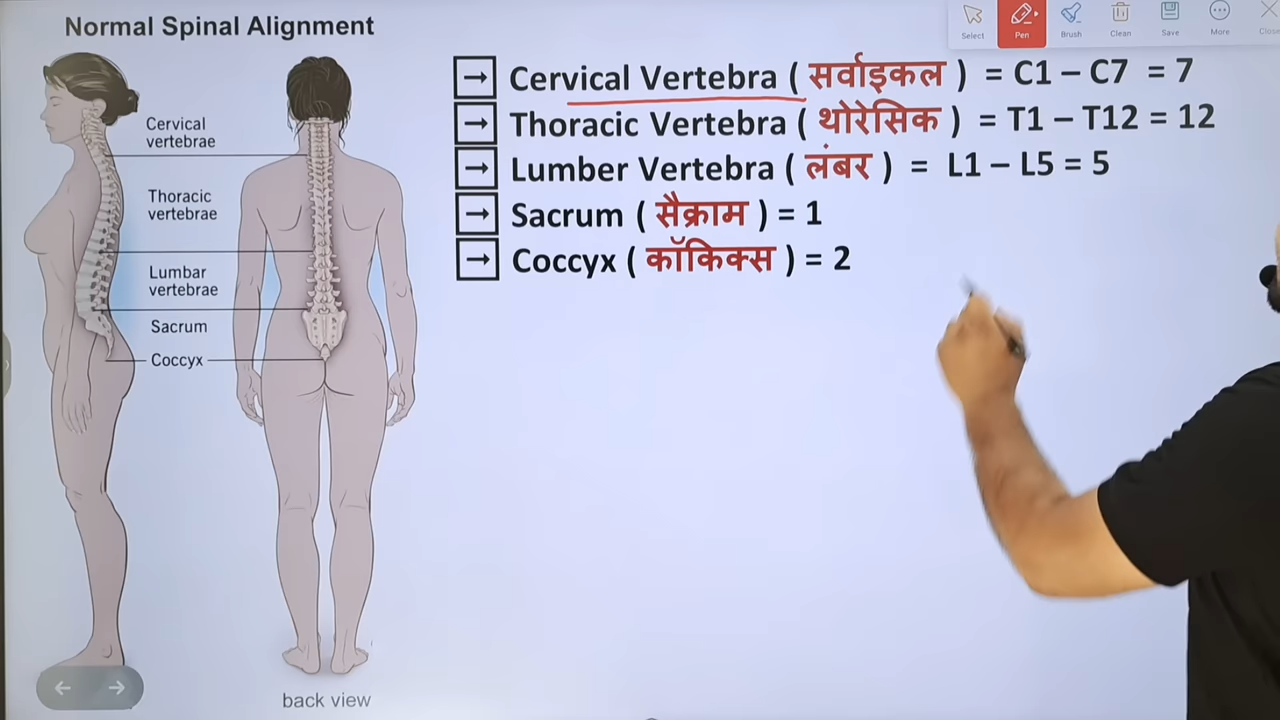 Normal Spinal Alignment
Select Pen Brush Clean Save More
Cervical Vertebra ( सर्वाइकल ) = C1 – C7 = 7
Thoracic Vertebra ( थोरेसिक ) = T1 – T12 = 12
Lumber Vertebra ( लंबर ) = L1 – L5 = 5
Sacrum ( सैक्राम ) = 1
Coccyx ( कॉकिक्स ) = 2
Cervical
vertebrae
Thoracic
vertebrae
Lumbar
vertebrae
Sacrum
Coccyx
back view